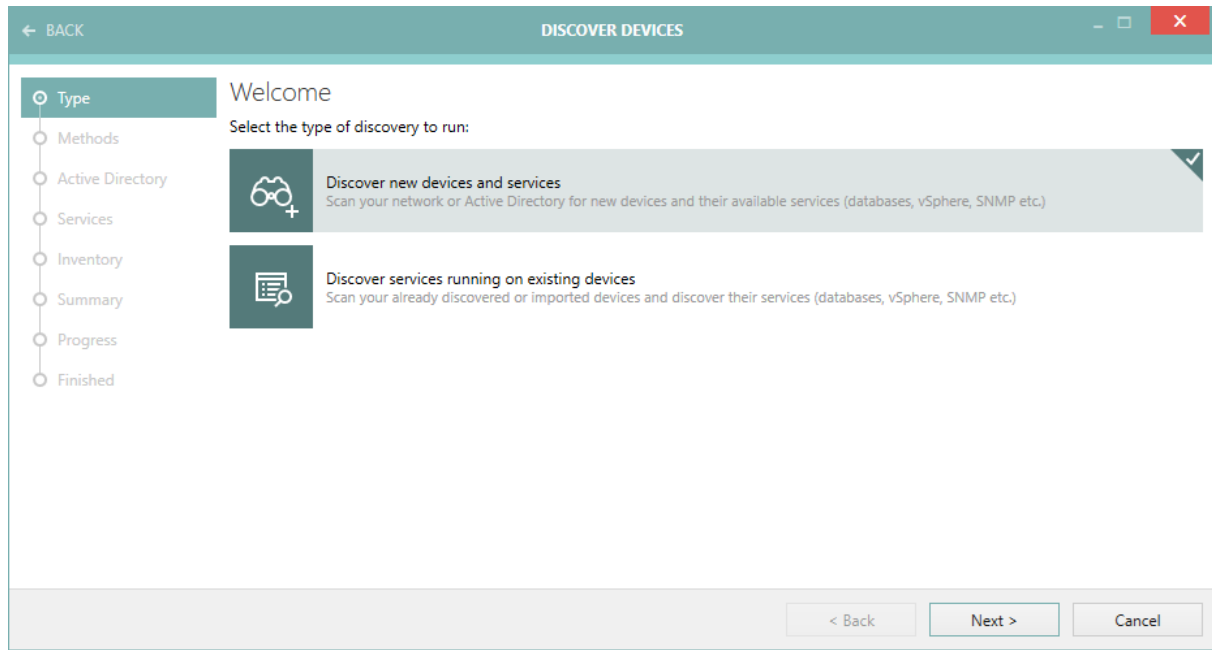 ← BACK
DISCOVER DEVICES
Type
Methods
Active Directory
Services
Inventory
Summary
Progress
Finished
Welcome
Select the type of discovery to run:
Discover new devices and services
Scan your network or Active Directory for new devices and their available services (databases, vSphere, SNMP etc.)
Discover services running on existing devices
Scan your already discovered or imported devices and discover their services (databases, vSphere, SNMP etc.)
< Back
Next >
Cancel